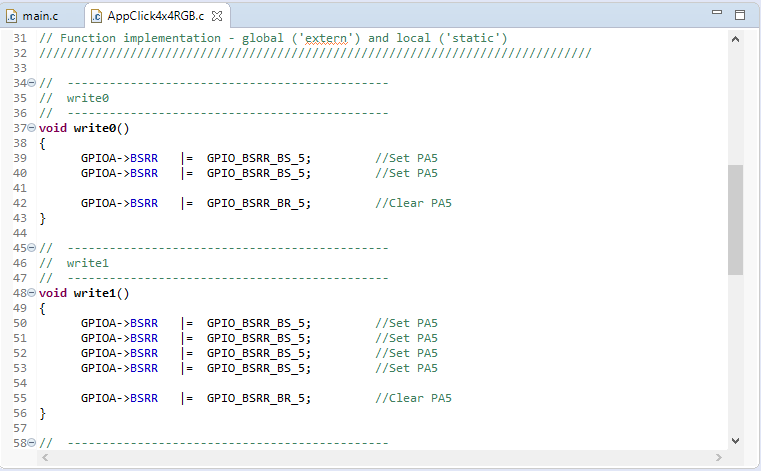 main.c AppClick4x4RGB.c
31 // Function implementation - global ('extern') and local ('static')
32 ///////////////////////////////////////////////////////////////////////////////
33
34 // ----------------------------------------------
35 // write0
36 // ----------------------------------------------
37 void write0()
38 {
39 GPIOA->BSRR |= GPIO_BSRR_BS_5; //Set PA5
40 GPIOA->BSRR |= GPIO_BSRR_BS_5; //Set PA5
41
42 GPIOA->BSRR |= GPIO_BSRR_BR_5; //Clear PA5
43 }
44
45 // ----------------------------------------------
46 // write1
47 // ----------------------------------------------
48 void write1()
49 {
50 GPIOA->BSRR |= GPIO_BSRR_BS_5; //Set PA5
51 GPIOA->BSRR |= GPIO_BSRR_BS_5; //Set PA5
52 GPIOA->BSRR |= GPIO_BSRR_BS_5; //Set PA5
53 GPIOA->BSRR |= GPIO_BSRR_BS_5; //Set PA5
54
55 GPIOA->BSRR |= GPIO_BSRR_BR_5; //Clear PA5
56 }
57
58 // ----------------------------------------------